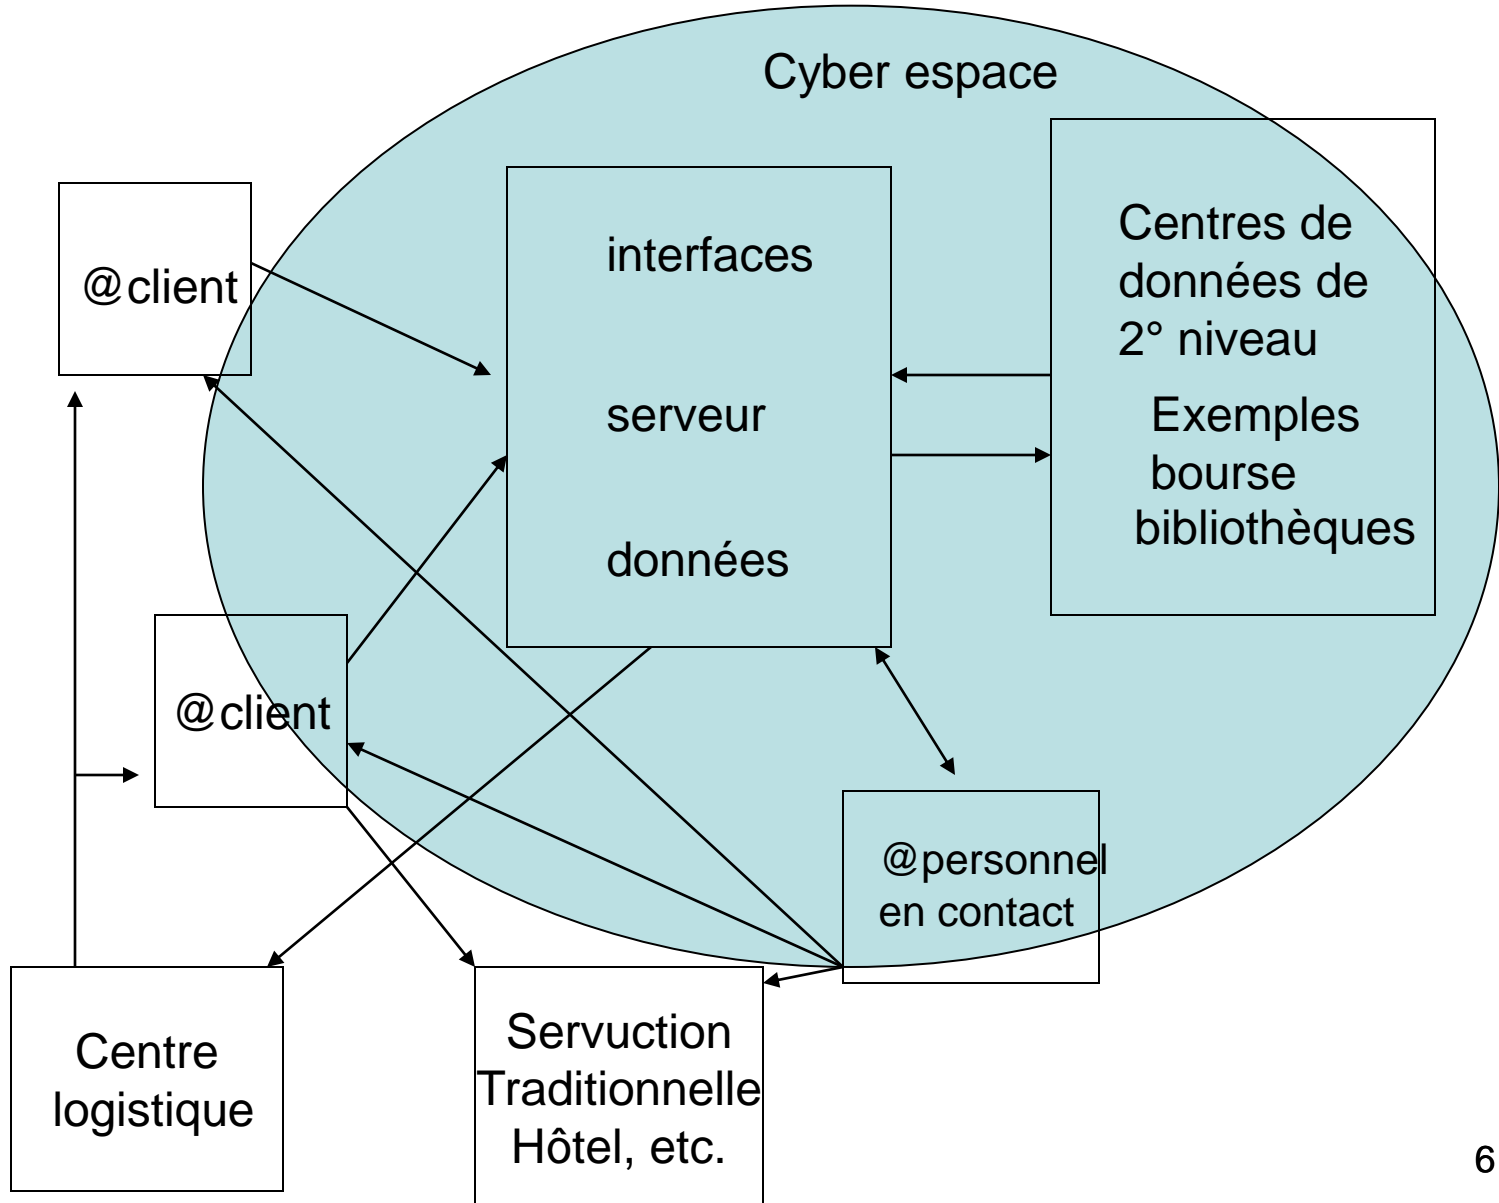 Cyber espace
@client
interfaces
serveur
données
Centres de
données de
2° niveau
Exemples
bourse
bibliothèques
@client
@personnel
en contact
Centre
logistique
Servuction
Traditionnelle
Hôtel, etc.
6